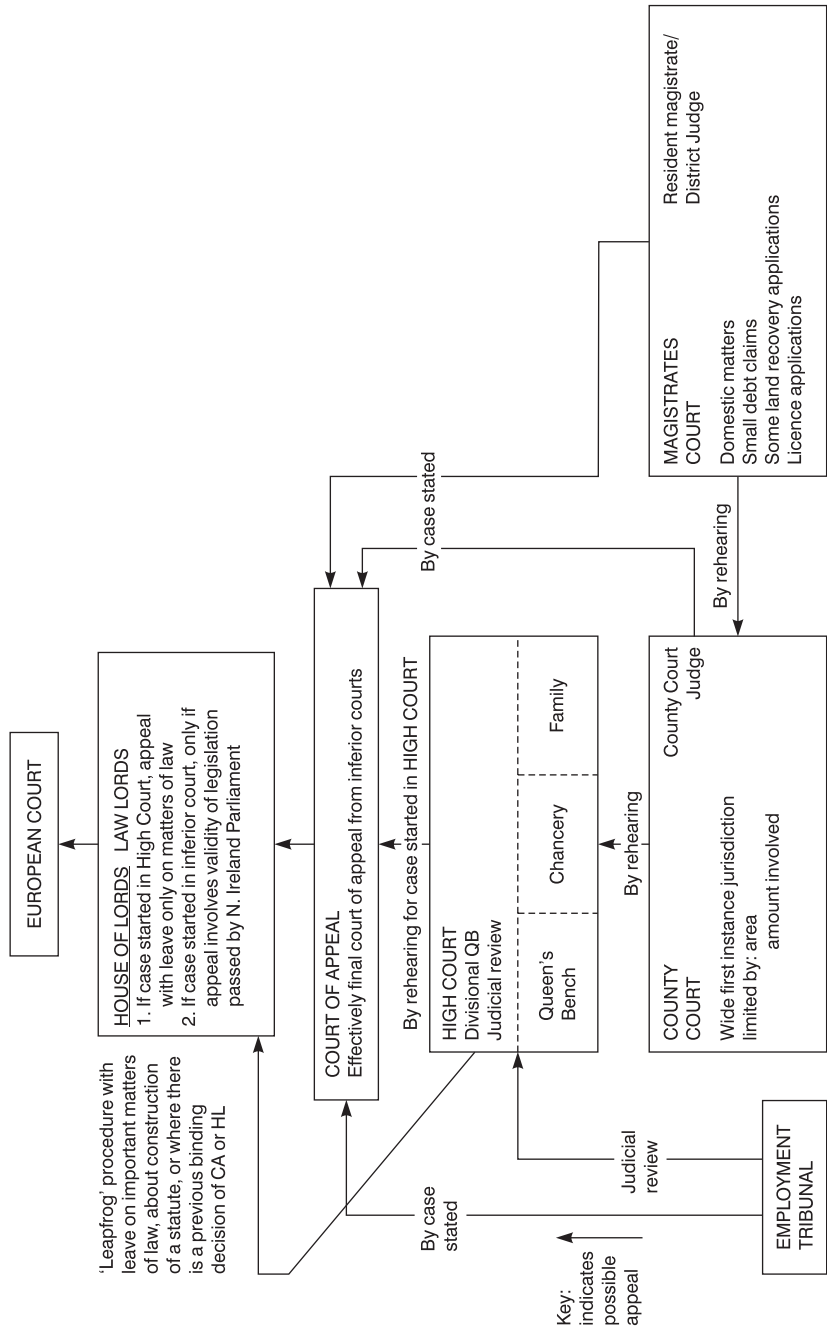 EUROPEAN COURT
HOUSE OF LORDS LAW LORDS
1. If case started in High Court, appeal
with leave only on matters of law
2. If case started in inferior court, only if
appeal involves validity of legislation
passed by N. Ireland Parliament
'Leapfrog' procedure with
leave on important matters
of law, about construction
of a statute, or where there
is a previous binding
decision of CA or HL
COURT OF APPEAL
Effectively final court of appeal from inferior courts
By rehearing for case started in HIGH COURT
By case stated
HIGH COURT
Divisional QB
Judicial review
Queen's
Bench
Chancery
Family
By case
stated
Judicial
review
By rehearing
Key:
indicates
possible
appeal
EMPLOYMENT
TRIBUNAL
COUNTY
COURT
County Court
Judge
Wide first instance jurisdiction
limited by: area
amount involved
By rehearing
MAGISTRATES
COURT
Resident magistrate/
District Judge
Domestic matters
Small debt claims
Some land recovery applications
Licence applications